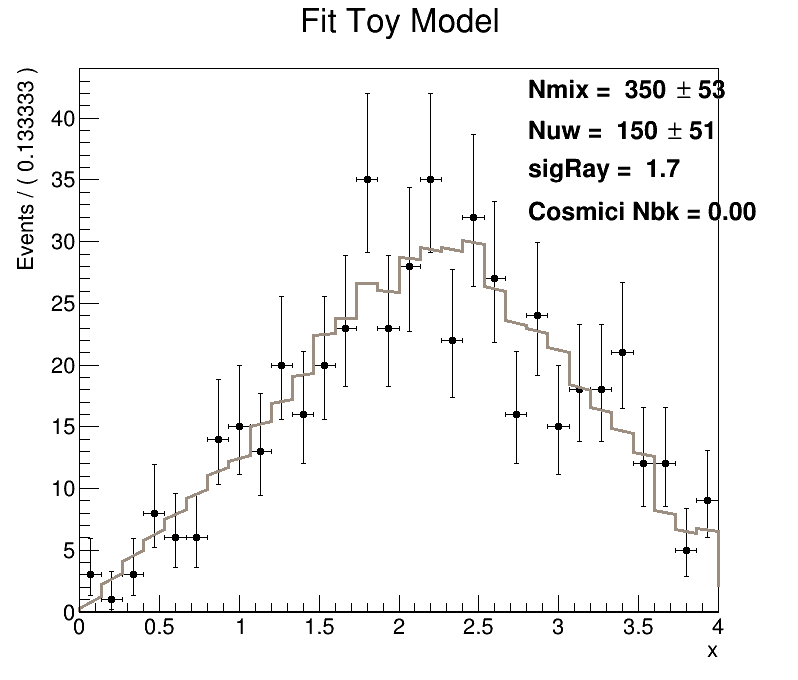 Fit Toy Model
Events / ( 0.133333 )
Nmix = 350 ± 53
Nuw = 150 ± 51
sigRay = 1.7
Cosmici Nbk = 0.00
40
35
30
25
20
15
10
5
0
0 0.5 1 1.5 2 2.5 3 3.5 4
x